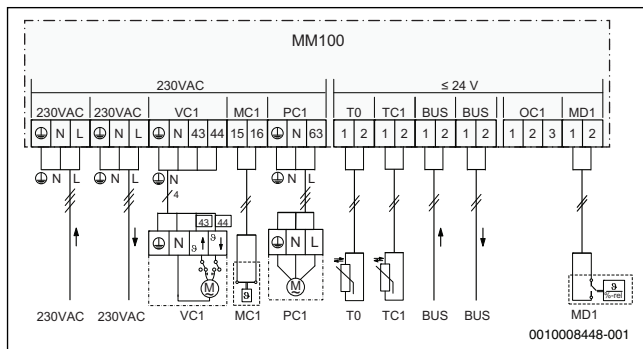 MM100
230VAC ≤ 24 V
230VAC 230VAC VC1 MC1 PC1 T0 TC1 BUS BUS OC1 MD1
N L N L N 43 44 15 16 N 63 1 2 1 2 1 2 1 2 1 2 3 1 2
N L N L N
4
43 44
N ϑ ϑ N L
M ϑ M ϑ
%-rel
230VAC 230VAC VC1 MC1 PC1 T0 TC1 BUS BUS MD1
0010008448-001